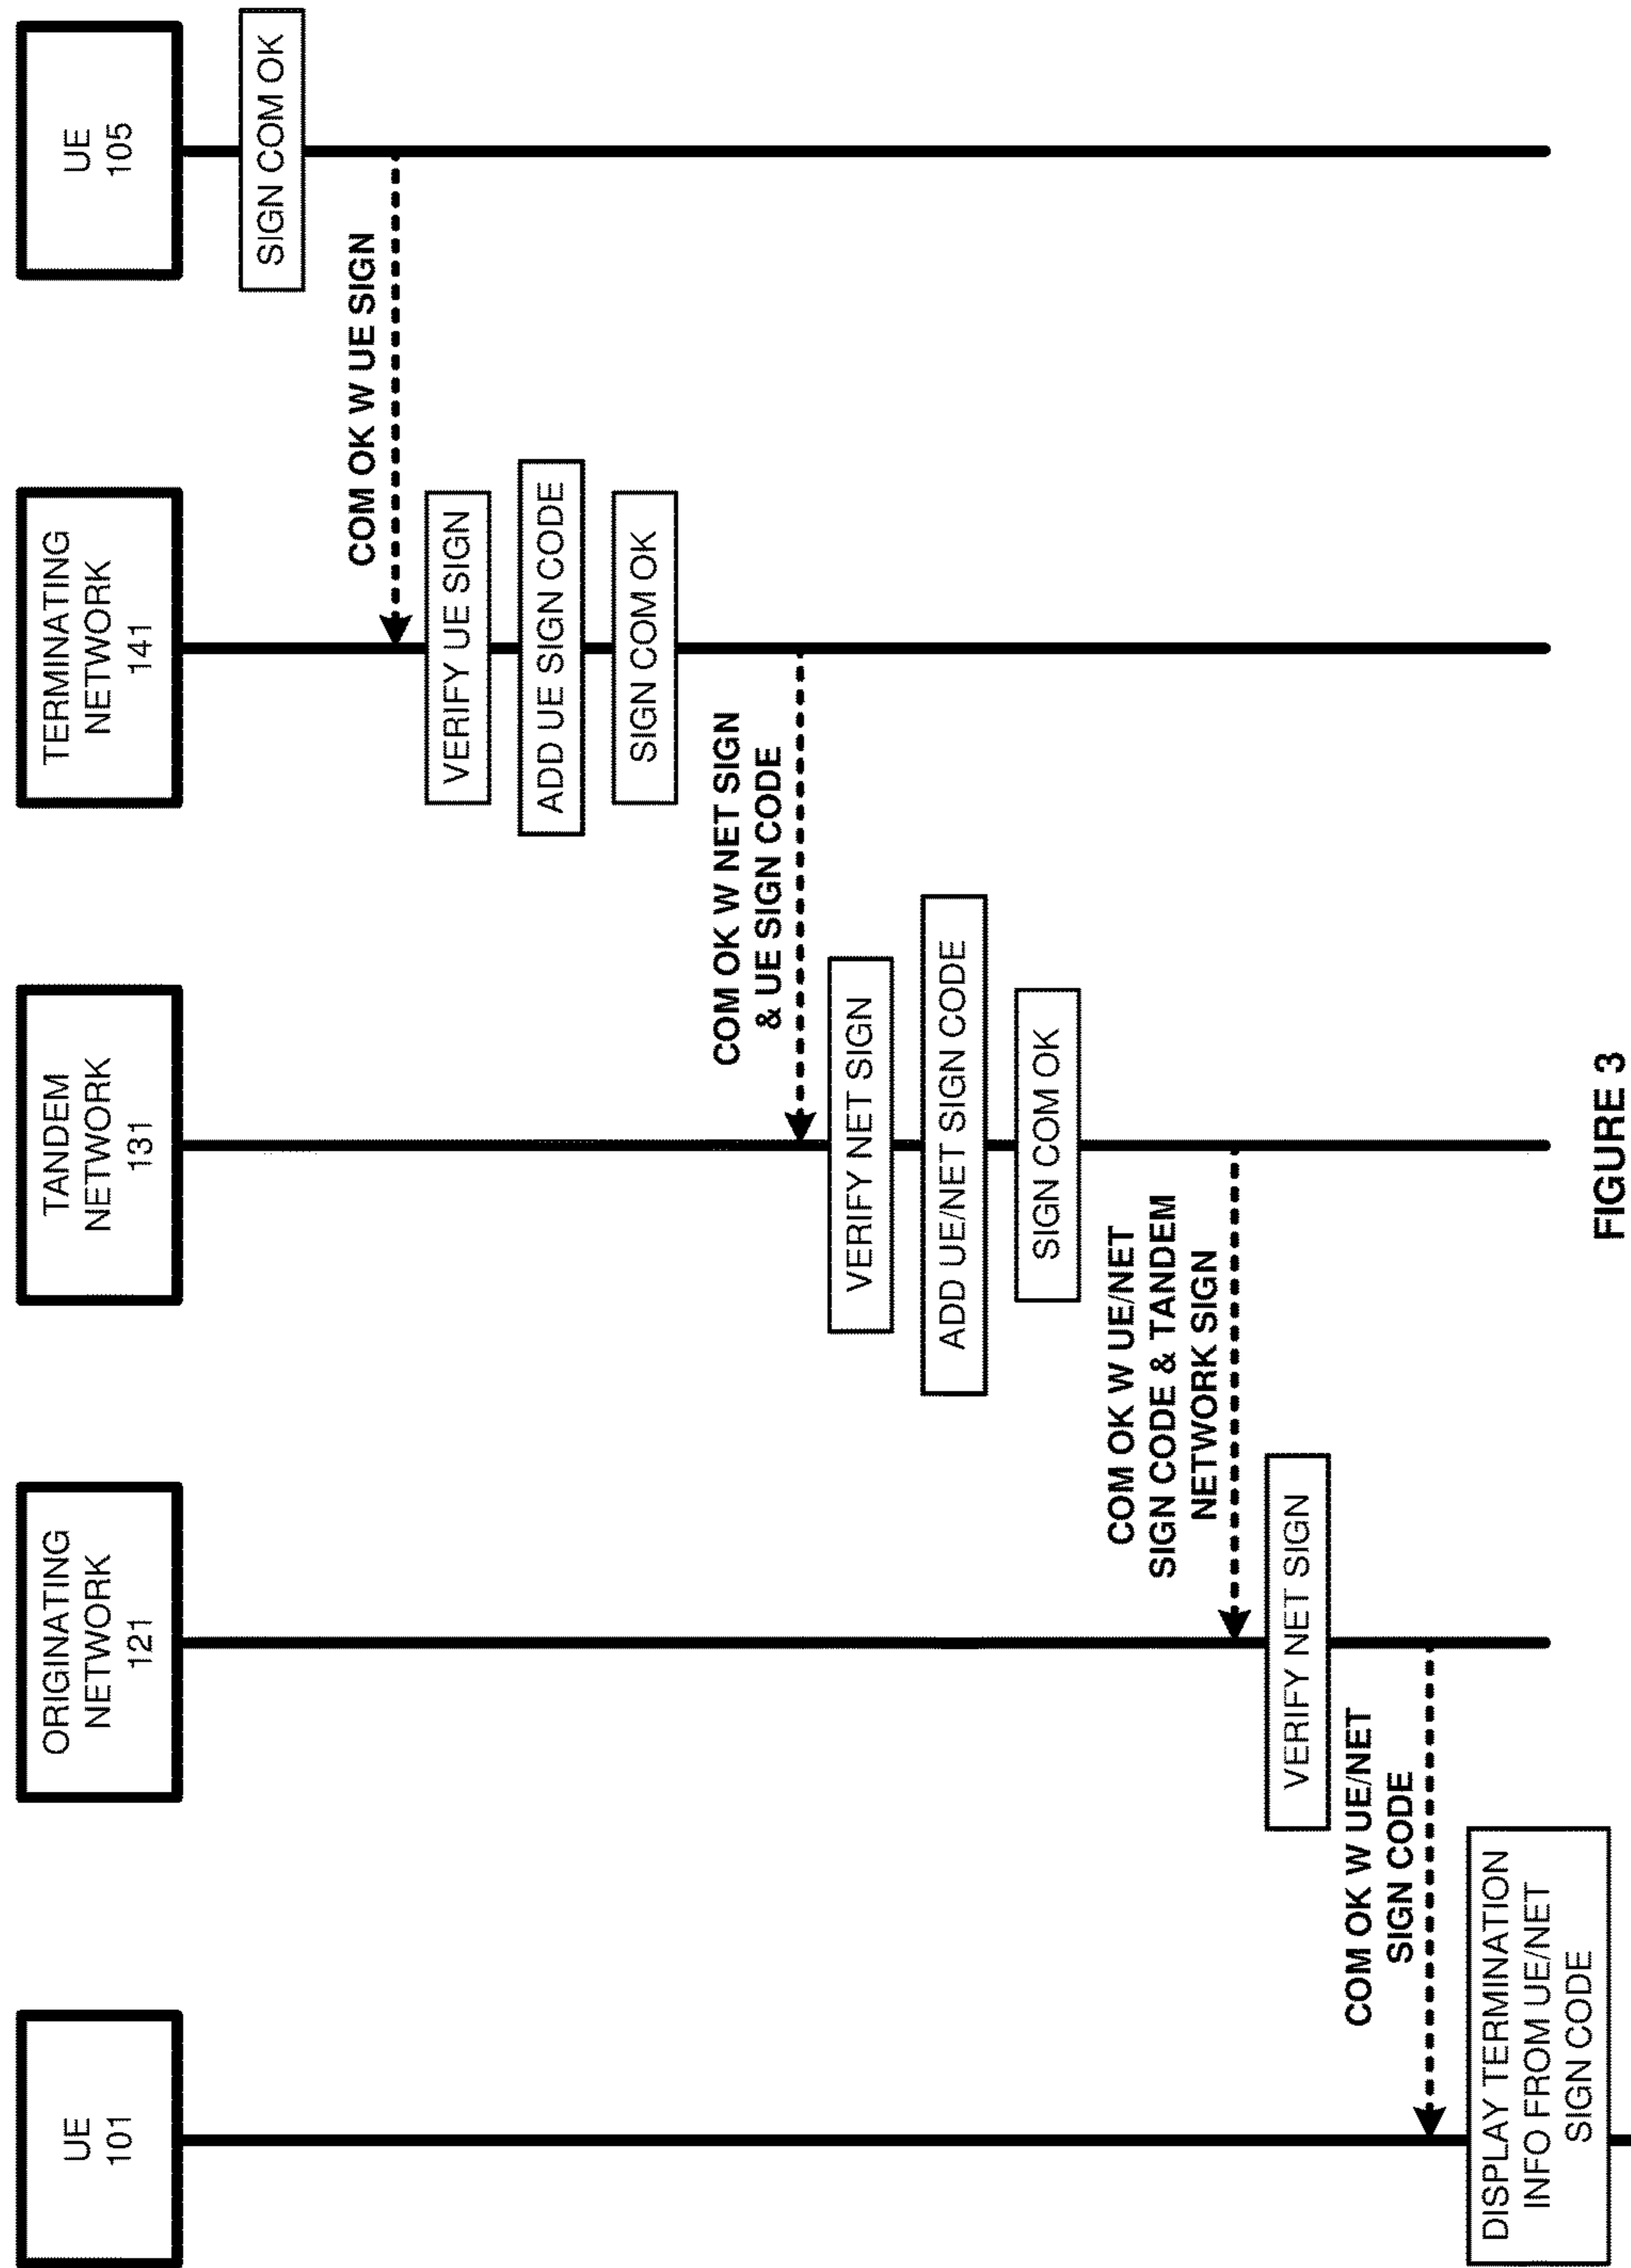 UE
101
ORIGINATING
NETWORK
121
TANDEM
NETWORK
131
TERMINATING
NETWORK
141
UE
105
SIGN COM OK
COM OK W UE SIGN
VERIFY UE SIGN
ADD UE SIGN CODE
SIGN COM OK
COM OK W NET SIGN
& UE SIGN CODE
VERIFY NET SIGN
ADD UE/NET SIGN CODE
SIGN COM OK
COM OK W UE/NET
SIGN CODE & TANDEM
NETWORK SIGN
VERIFY NET SIGN
COM OK W UE/NET
SIGN CODE
DISPLAY TERMINATION
INFO FROM UE/NET
SIGN CODE
FIGURE 3